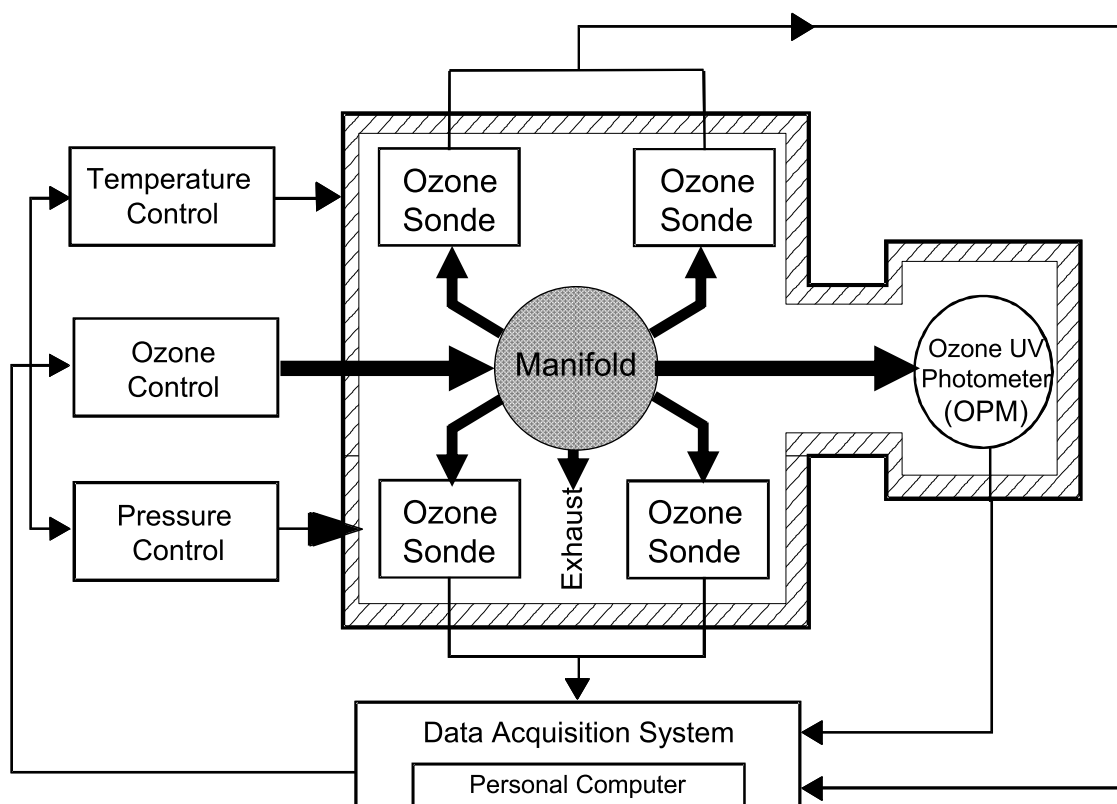 Temperature
Control
Ozone
Sonde
Ozone
Sonde
Ozone
Control
Manifold
Ozone UV
Photometer
(OPM)
Pressure
Control
Ozone
Sonde
Exhaust
Ozone
Sonde
Data Acquisition System
Personal Computer